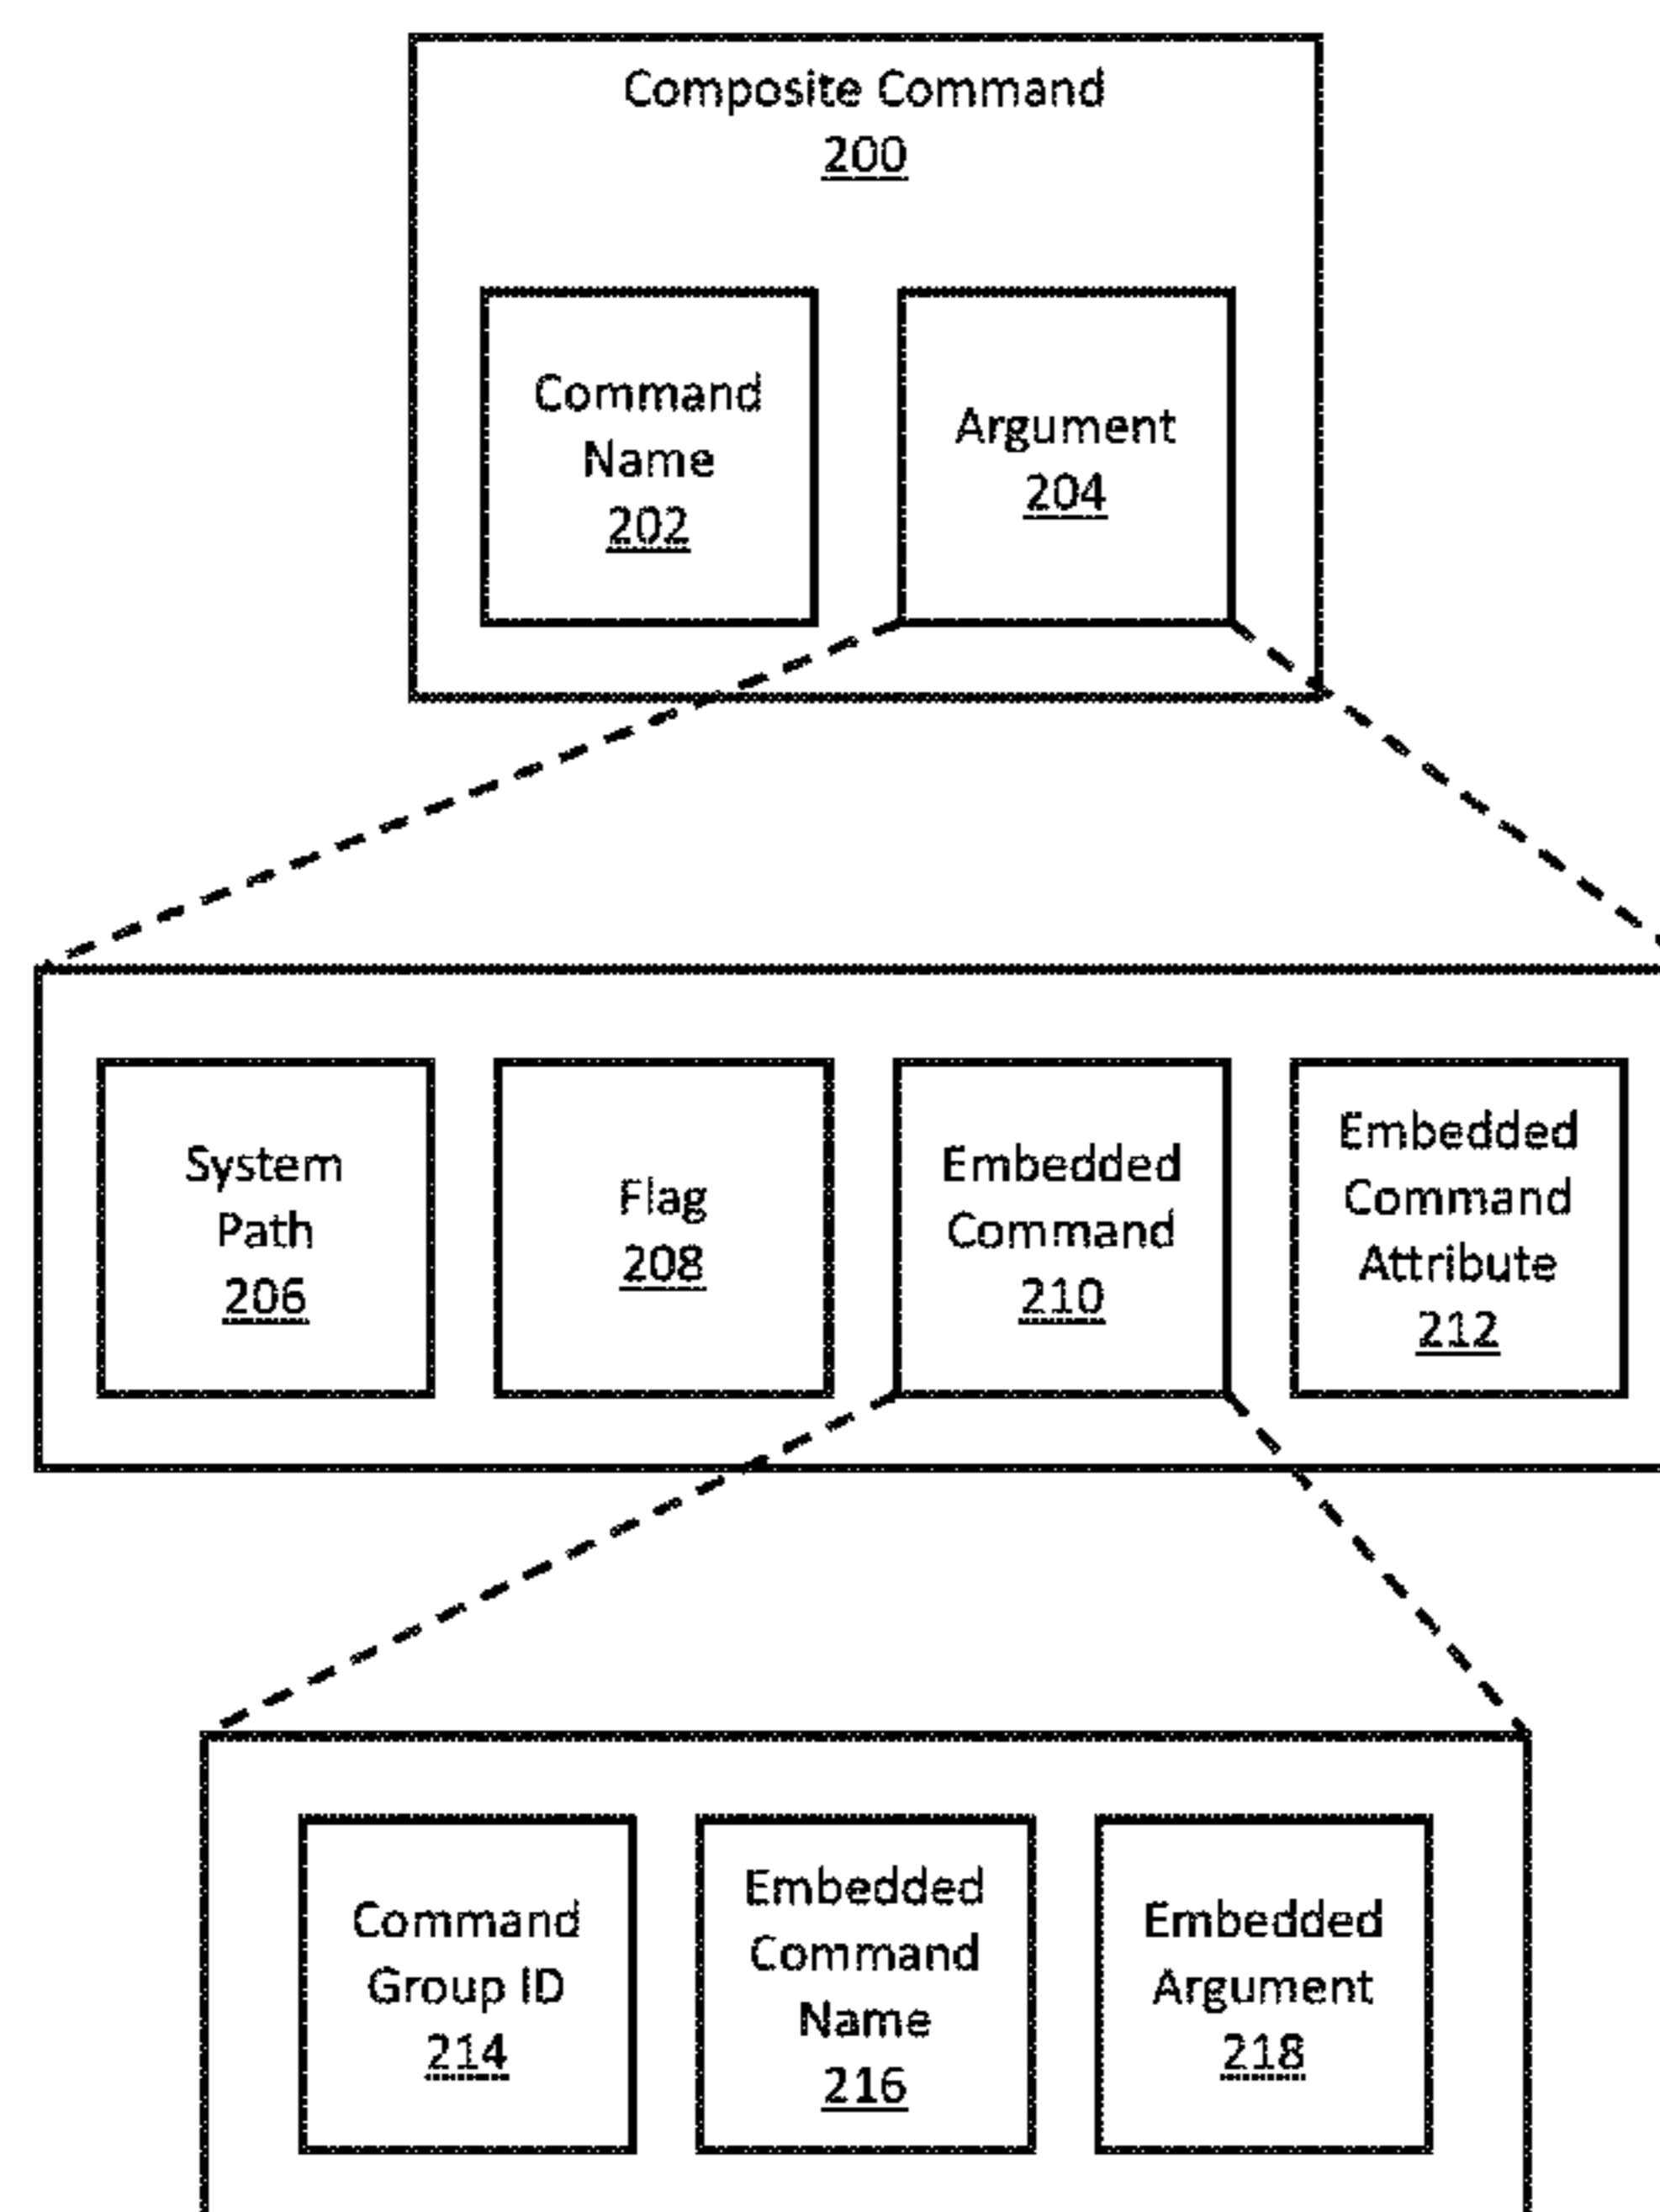 Composite Command
200
Command
Name
202
Argument
204
System
Path
206
Flag
208
Embedded
Command
210
Embedded
Command
Attribute
212
Command
Group ID
214
Embedded
Command
Name
216
Embedded
Argument
218